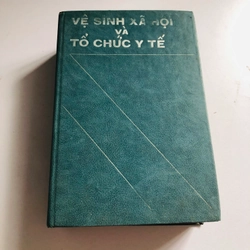 VỆ SINH XÃ HỘI
VÀ
TỔ CHỨC Y TẾ